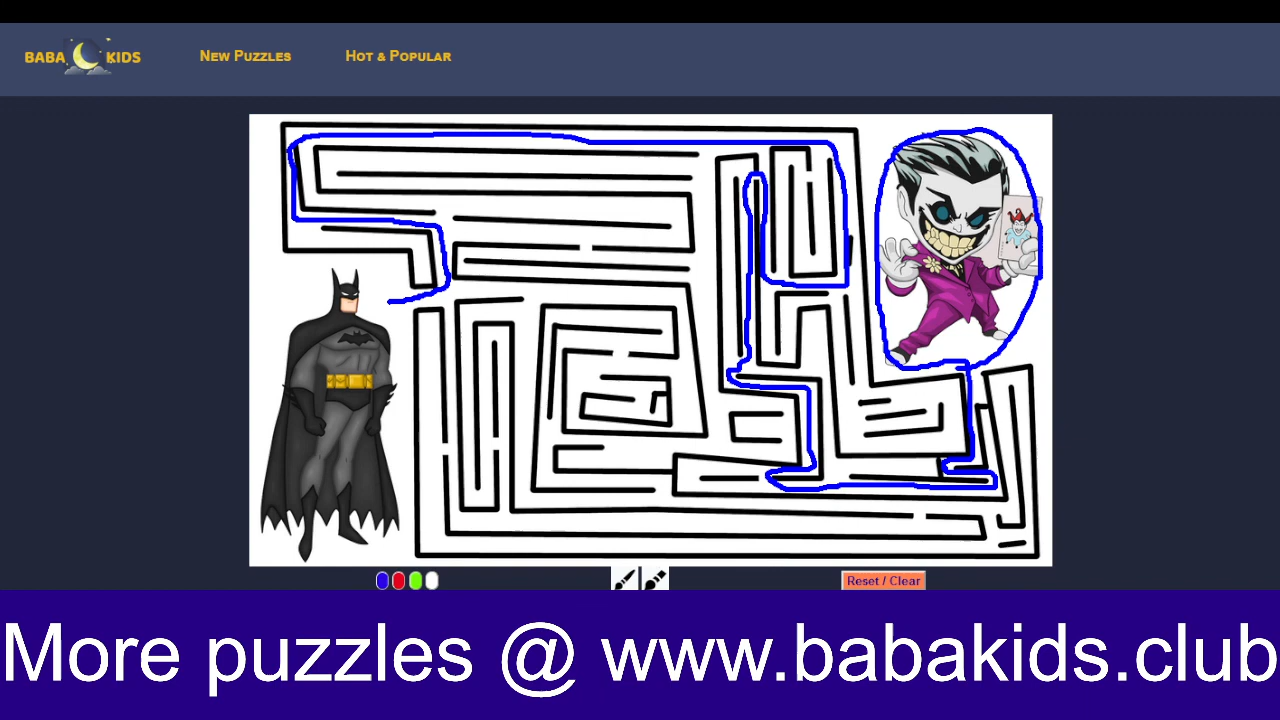 BABA KIDS
New Puzzles
Hot & Popular
Reset / Clear
More puzzles @ www.babakids.club